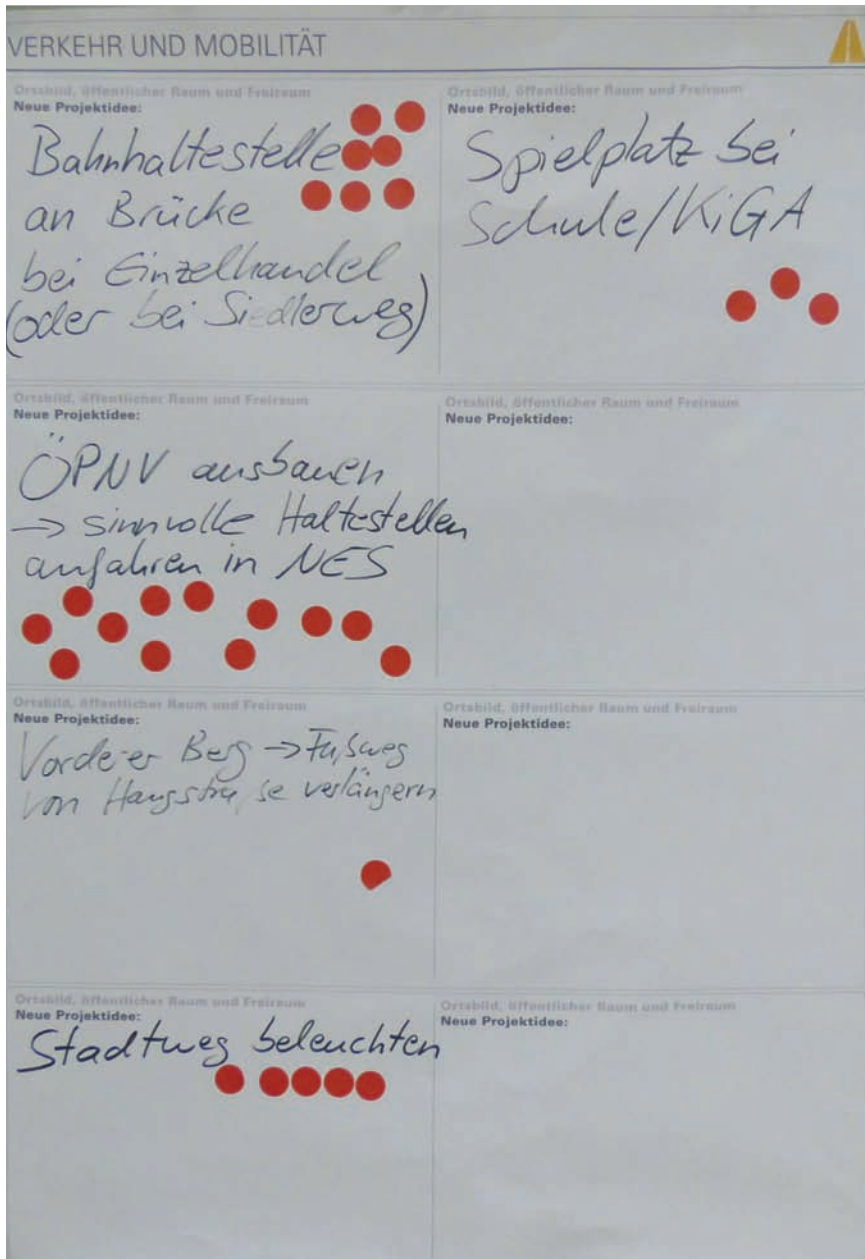 VERKEHR UND MOBILITÄT
Ortsbild, öffentlicher Raum und Freiraum
Neue Projektidee:
Bahnhaltestelle
an Brücke
bei Einzelhandel
(oder bei Siedlerweg)
Ortsbild, öffentlicher Raum und Freiraum
Neue Projektidee:
Spielplatz bei
Schule/KiGA
Ortsbild, öffentlicher Raum und Freiraum
Neue Projektidee:
ÖPNV ausbauen
→ sinnvolle Haltestellen
anfahren in NES
Ortsbild, öffentlicher Raum und Freiraum
Neue Projektidee:
Ortsbild, öffentlicher Raum und Freiraum
Neue Projektidee:
Vorderer Berg → Fußweg
von Haugstraße verlängern
Ortsbild, öffentlicher Raum und Freiraum
Neue Projektidee:
Ortsbild, öffentlicher Raum und Freiraum
Neue Projektidee:
Stadtweg beleuchten
Ortsbild, öffentlicher Raum und Freiraum
Neue Projektidee: